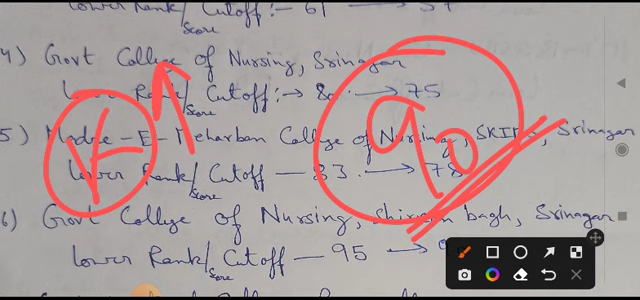 Lower Rank/Score Cutoff :- 61
4) Govt College of Nursing, Srinagar
Lower Rank/Score Cutoff :→ 80 → 75
5) Madre-E-Meharban College of Nursing, SKIMS, Srinagar
Lower Rank/Score Cutoff — 83 → 78
6) Govt College of Nursing, Shireen bagh, Srinagar
Lower Rank/Score Cutoff — 95 →
F
90